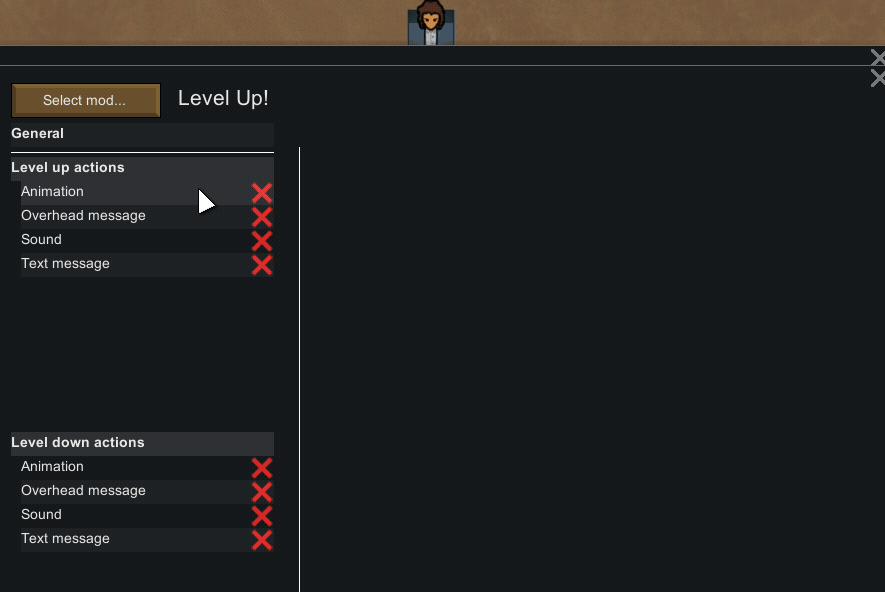 Select mod...
Level Up!
General
Level up actions
Animation
Overhead message
Sound
Text message
Level down actions
Animation
Overhead message
Sound
Text message